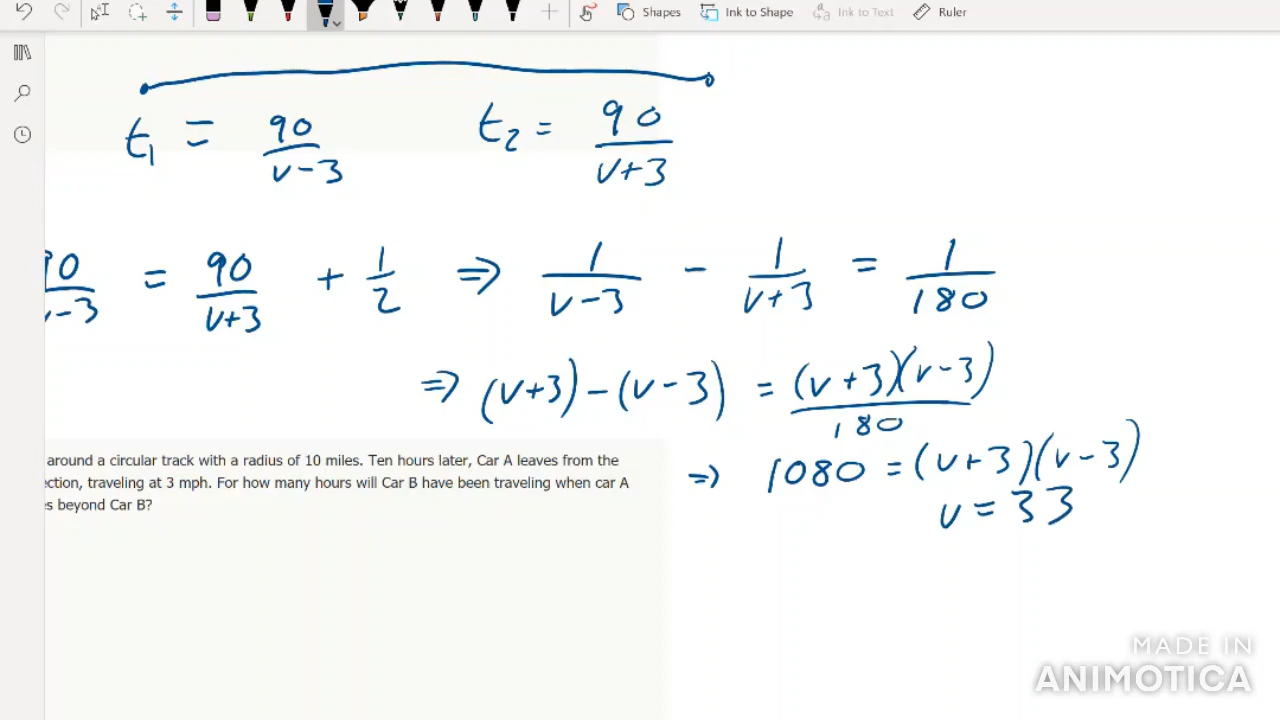 Shapes Ink to Shape Ink to Text Ruler
t₁ = 90/(v-3) t₂ = 90/(v+3)
90/(v-3) = 90/(v+3) + 1/2 ⇒ 1/(v-3) - 1/(v+3) = 1/180
⇒ (v+3)-(v-3) = (v+3)(v-3)/180
around a circular track with a radius of 10 miles. Ten hours later, Car A leaves from the
ection, traveling at 3 mph. For how many hours will Car B have been traveling when car A
s beyond Car B?
⇒ 1080 = (v+3)(v-3)
v = 33
MADE IN
ANIMOTICA